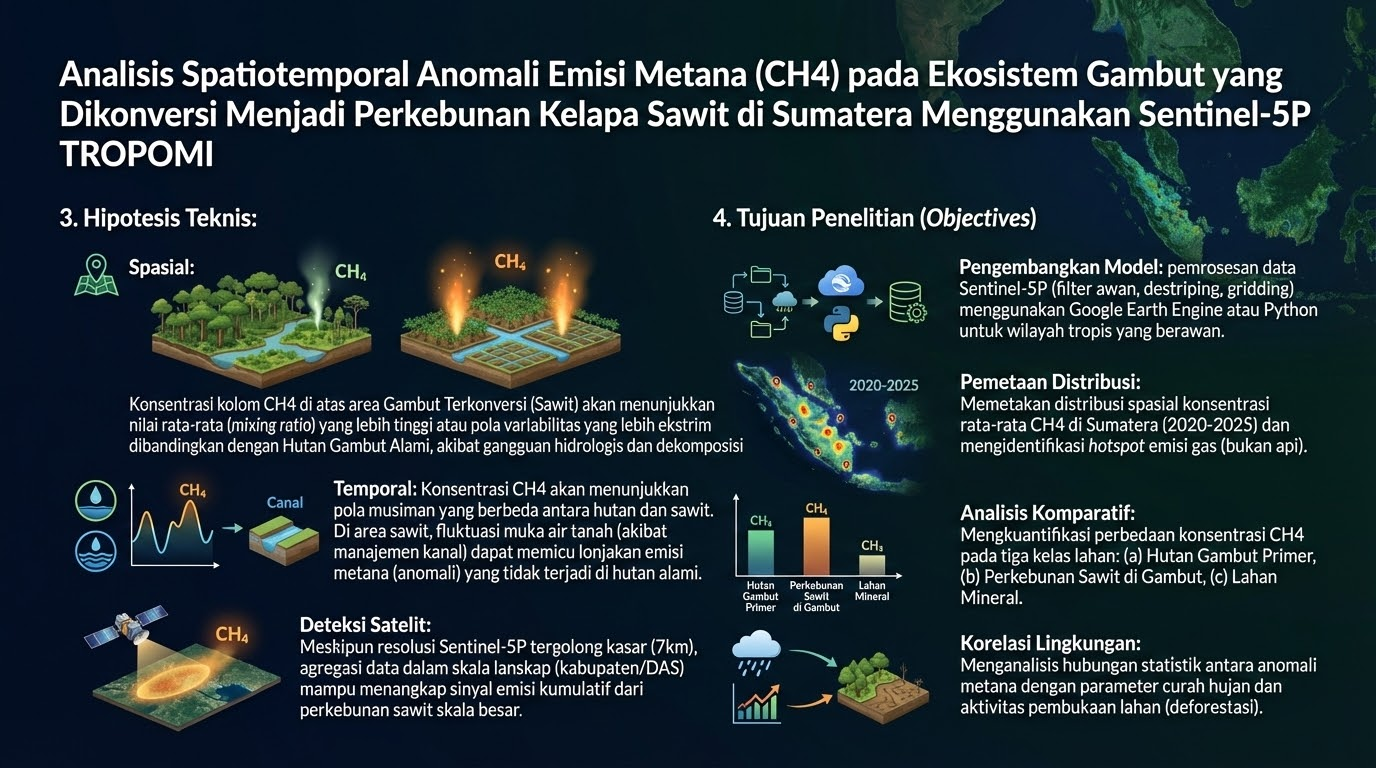 Analisis Spatiotemporal Anomali Emisi Metana (CH4) pada Ekosistem Gambut yang
Dikonversi Menjadi Perkebunan Kelapa Sawit di Sumatera Menggunakan Sentinel-5P
TROPOMI
3. Hipotesis Teknis:
Spasial:
CH₄
CH₄
Konsentrasi kolom CH4 di atas area Gambut Terkonversi (Sawit) akan menunjukkan
nilai rata-rata (mixing ratio) yang lebih tinggi atau pola varlabilitas yang lebih ekstrim
dibandingkan dengan Hutan Gambut Alami, akibat gangguan hidrologis dan dekomposisi
CH₄
Canal
Temporal: Konsentrasi CH4 akan menunjukkan
pola musiman yang berbeda antara hutan dan sawit.
Di area sawit, fluktuasi muka air tanah (akibat
manajemen kanal) dapat memicu lonjakan emisi
metana (anomali) yang tidak terjadi di hutan alami.
CH₄
Deteksi Satelit:
Meskipun resolusi Sentinel-5P tergolong kasar (7km),
agregasi data dalam skala lanskap (kabupaten/DAS)
mampu menangkap sinyal emisi kumulatif dari
perkebunan sawit skala besar.
4. Tujuan Penelitian (Objectives)
Pengembangkan Model: pemrosesan data
Sentinel-5P (filter awan, destriping, gridding)
menggunakan Google Earth Engine atau Python
untuk wilayah tropis yang berawan.
2020-2025
Pemetaan Distribusi:
Memetakan distribusi spasial konsentrasi
rata-rata CH4 di Sumatera (2020-2025) dan
mengidentifikasi hotspot emisi gas (bukan api).
CH₄
CH₄
CH₃
Hutan
Gambut
Primer
Perkebunan
Sawit
di Gambut
Lahan
Mineral
Analisis Komparatif:
Mengkuantifikasi perbedaan konsentrasi CH4
pada tiga kelas lahan: (a) Hutan Gambut Primer,
(b) Perkebunan Sawit di Gambut, (c) Lahan
Mineral.
Korelasi Lingkungan:
Menganalisis hubungan statistik antara anomali
metana dengan parameter curah hujan dan
aktivitas pembukaan lahan (deforestasi).